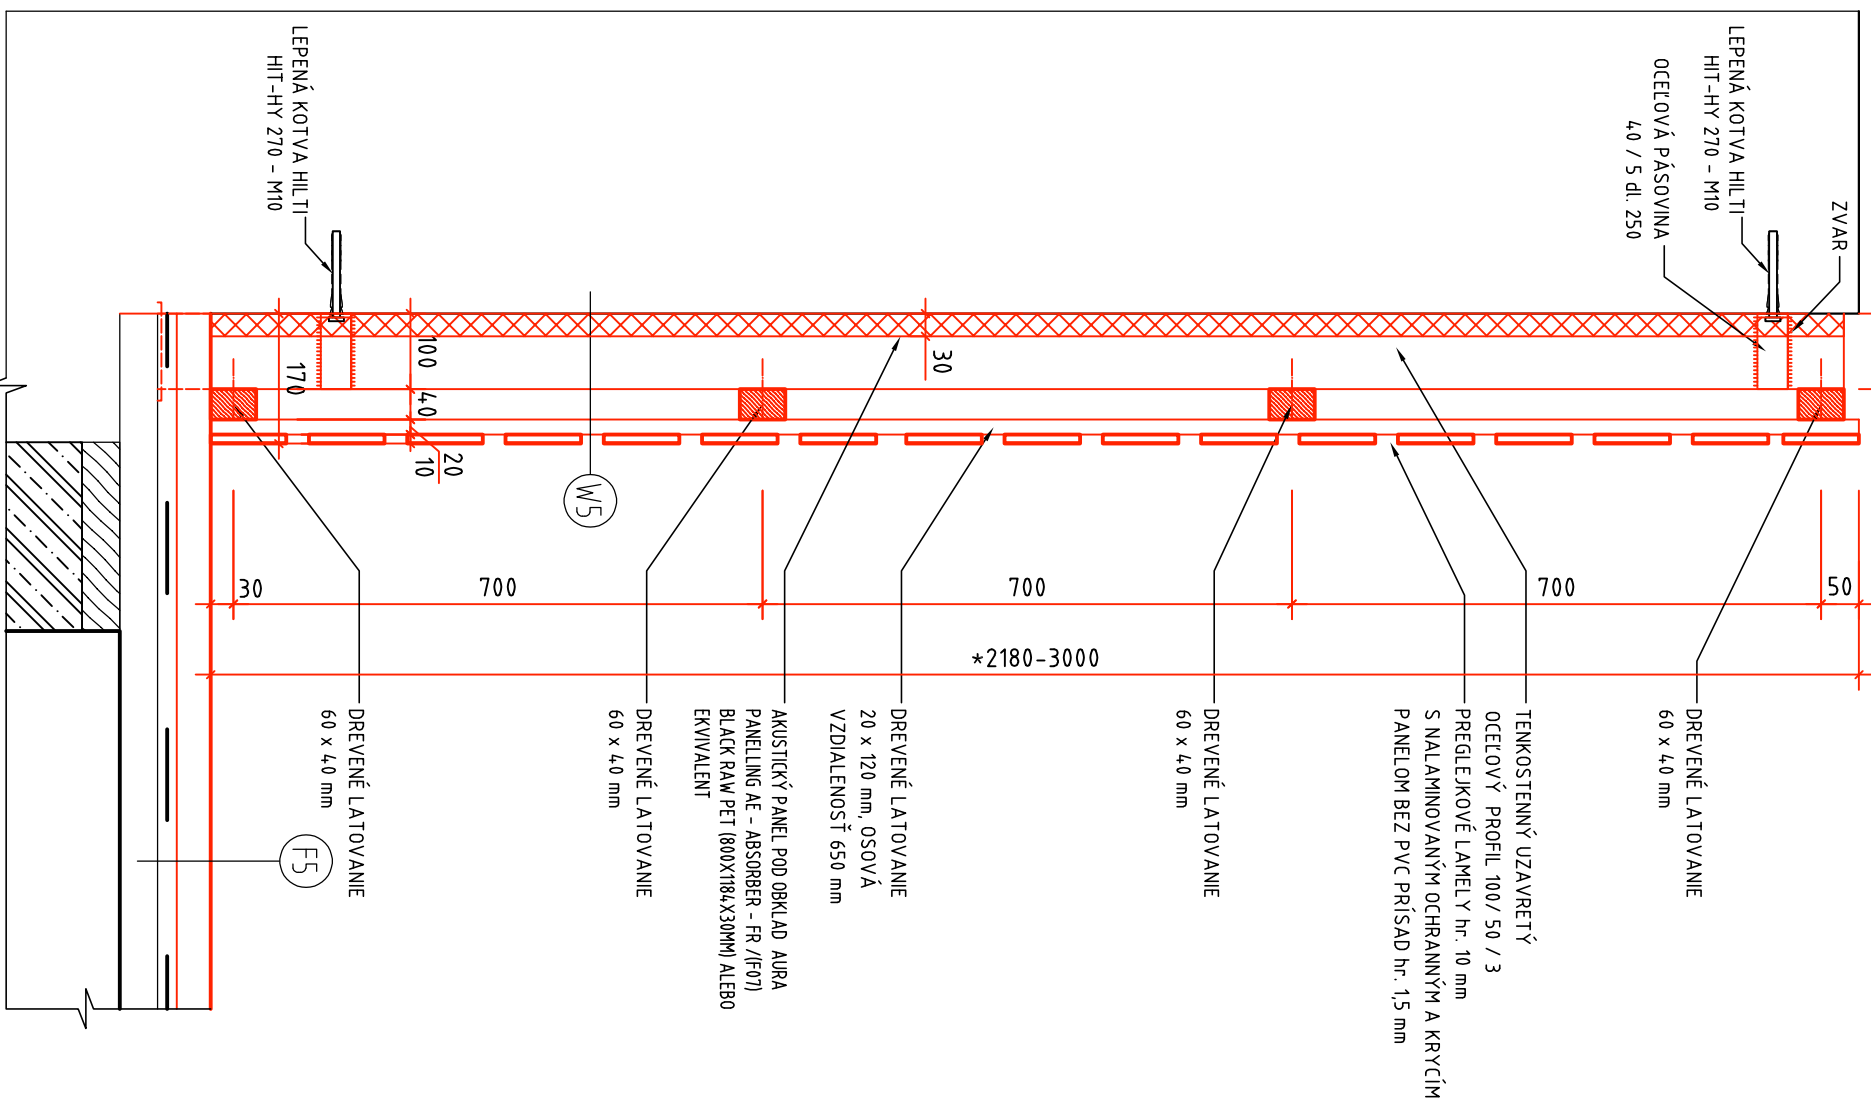 ZVAR
LEPENÁ KOTVA HILTI
HIT-HY 270 - M10
OCEĽOVÁ PÁSOVINA
40 / 5 dl. 250
LEPENÁ KOTVA HILTI
HIT-HY 270 - M10
100
170
40
20
10
30
W5
30
700
700
700
50
*2180-3000
DREVENÉ LATOVANIE
60 x 40 mm
TENKOSTENNÝ UZAVRETÝ
OCEĽOVÝ PROFIL 100/ 50 / 3
PREGLEJKOVÉ LAMELY hr. 10 mm
S NALAMINOVANÝM OCHRANNÝM A KRYCÍM
PANELOM BEZ PVC PRÍSAD hr. 1,5 mm
DREVENÉ LATOVANIE
60 x 40 mm
DREVENÉ LATOVANIE
20 x 120 mm, OSOVÁ
VZDIALENOSŤ 650 mm
AKUSTICKÝ PANEL POD OBKLAD AURA
PANELLING AE - ABSORBER - FR /(F07)
BLACK RAW PET (800X1184X30MM) ALEBO
EKVIVALENT
DREVENÉ LATOVANIE
60 x 40 mm
DREVENÉ LATOVANIE
60 x 40 mm
F5